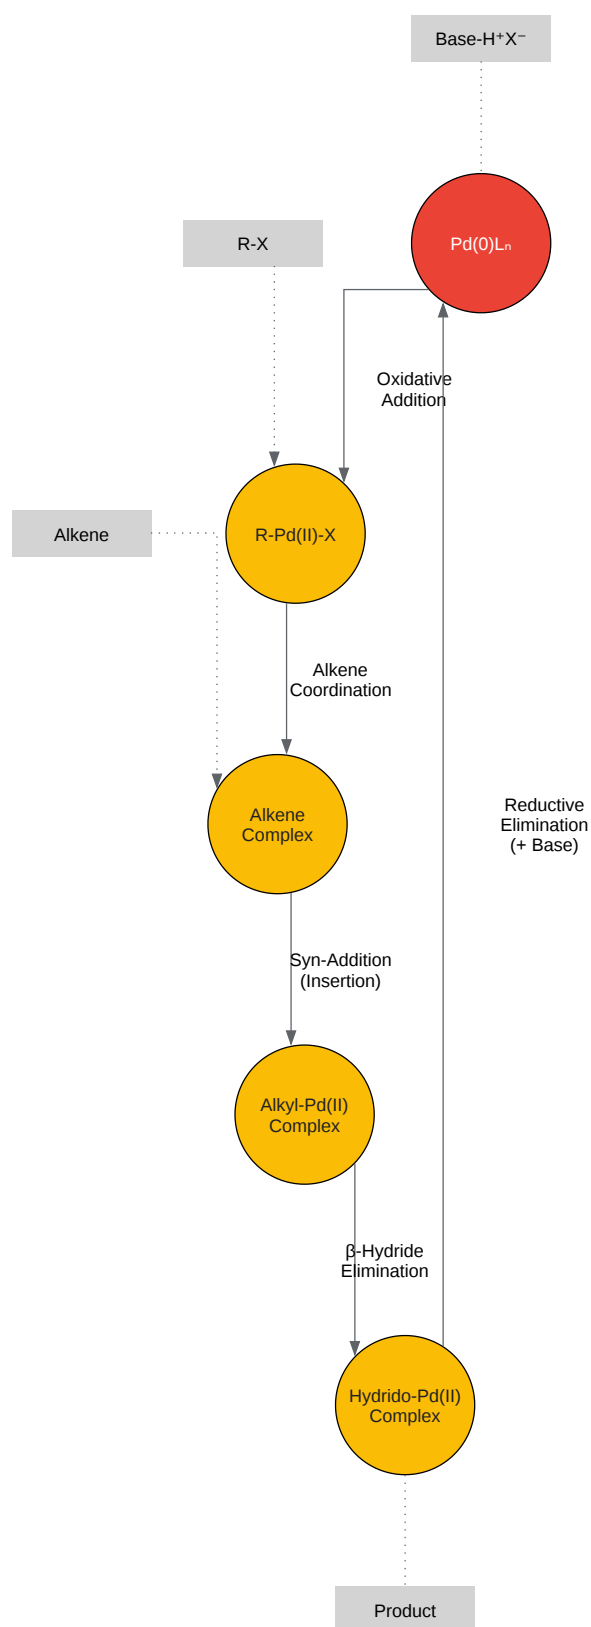 Base-H⁺X⁻
Pd(0)Lₙ
R-X
Oxidative
Addition
R-Pd(II)-X
Alkene
Alkene
Coordination
Alkene
Complex
Reductive
Elimination
(+ Base)
Syn-Addition
(Insertion)
Alkyl-Pd(II)
Complex
β-Hydride
Elimination
Hydrido-Pd(II)
Complex
Product